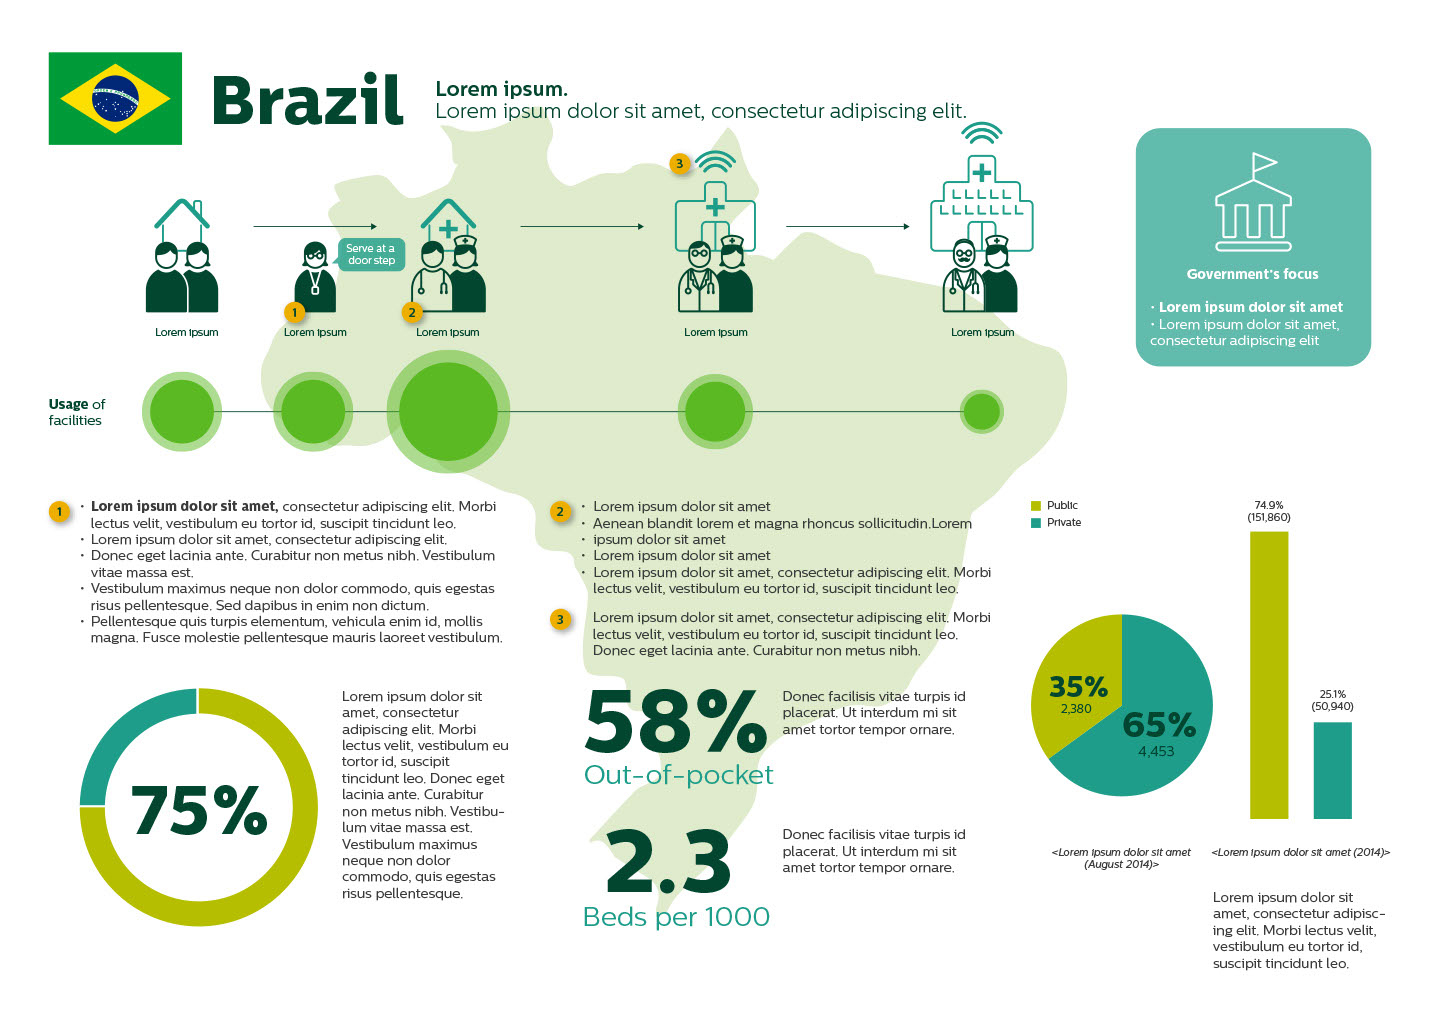 Brazil
Lorem ipsum.
Lorem ipsum dolor sit amet, consectetur adipiscing elit.
3
Serve at a
door step
1
2
Lorem ipsum
Lorem ipsum
Lorem ipsum
Lorem ipsum
Lorem ipsum
Government's focus
• Lorem ipsum dolor sit amet
• Lorem ipsum dolor sit amet,
consectetur adipiscing elit
Usage of
facilities
1
• Lorem ipsum dolor sit amet, consectetur adipiscing elit. Morbi
lectus velit, vestibulum eu tortor id, suscipit tincidunt leo.
• Lorem ipsum dolor sit amet, consectetur adipiscing elit.
• Donec eget lacinia ante. Curabitur non metus nibh. Vestibulum
vitae massa est.
• Vestibulum maximus neque non dolor commodo, quis egestas
risus pellentesque. Sed dapibus in enim non dictum.
• Pellentesque quis turpis elementum, vehicula enim id, mollis
magna. Fusce molestie pellentesque mauris laoreet vestibulum.
2
• Lorem ipsum dolor sit amet
• Aenean blandit lorem et magna rhoncus sollicitudin.Lorem
• ipsum dolor sit amet
• Lorem ipsum dolor sit amet
• Lorem ipsum dolor sit amet, consectetur adipiscing elit. Morbi
lectus velit, vestibulum eu tortor id, suscipit tincidunt leo.
3
Lorem ipsum dolor sit amet, consectetur adipiscing elit. Morbi
lectus velit, vestibulum eu tortor id, suscipit tincidunt leo.
Donec eget lacinia ante. Curabitur non metus nibh.
75%
Lorem ipsum dolor sit
amet, consectetur
adipiscing elit. Morbi
lectus velit, vestibulum eu
tortor id, suscipit
tincidunt leo. Donec eget
lacinia ante. Curabitur
non metus nibh. Vestibu-
lum vitae massa est.
Vestibulum maximus
neque non dolor
commodo, quis egestas
risus pellentesque.
58%
Out-of-pocket
Donec facilisis vitae turpis id
placerat. Ut interdum mi sit
amet tortor tempor ornare.
2.3
Beds per 1000
Donec facilisis vitae turpis id
placerat. Ut interdum mi sit
amet tortor tempor ornare.
Public
Private
35%
2,380
65%
4,453
<Lorem ipsum dolor sit amet
(August 2014)>
74.9%
(151,860)
25.1%
(50,940)
<Lorem ipsum dolor sit amet (2014)>
Lorem ipsum dolor sit
amet, consectetur adipisc-
ing elit. Morbi lectus velit,
vestibulum eu tortor id,
suscipit tincidunt leo.